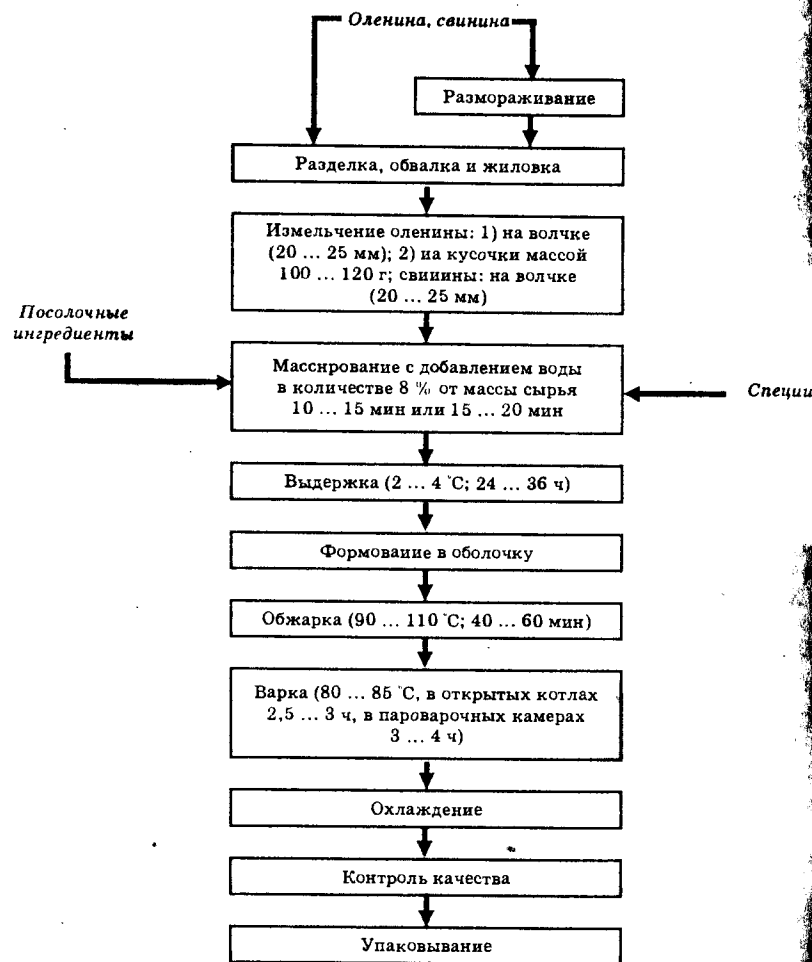 Оленина, свинина
Размораживание
Разделка, обвалка и жиловка
Измельчение оленины: 1) на волчке
(20 ... 25 мм); 2) иа кусочки массой
100 ... 120 г; свииины: на волчке
(20 ... 25 мм)
Посолочные
ингредиенты
Массирование с добавлением воды
в количестве 8 % от массы сырья
10 ... 15 мин или 15 ... 20 мин
Специи
Выдержка (2 ... 4 °С; 24 ... 36 ч)
Формование в оболочку
Обжарка (90 ... 110 °С; 40 ... 60 мин)
Варка (80 ... 85 °С, в открытых котлах
2,5 ... 3 ч, в пароварочных камерах
3 ... 4 ч)
Охлаждение
Контроль качества
Упаковывание